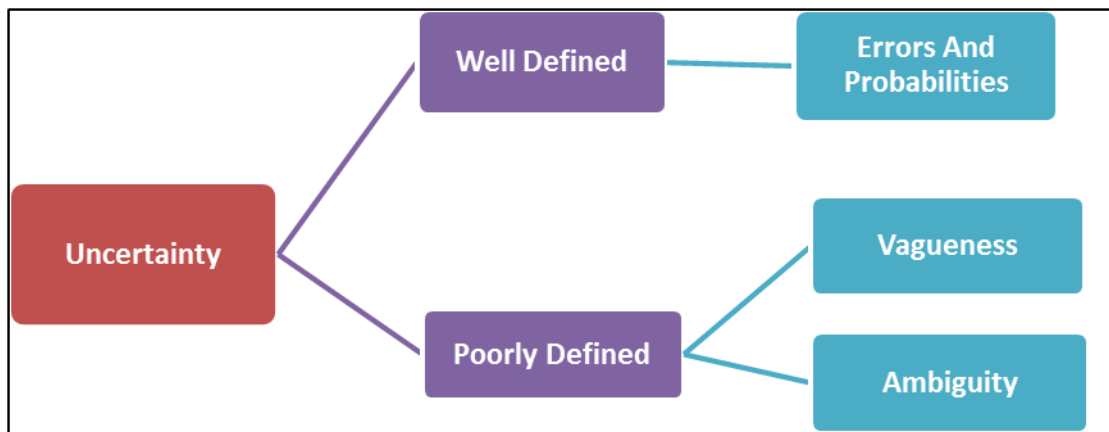 Well Defined
Errors And
Probabilities
Uncertainty
Vagueness
Poorly Defined
Ambiguity